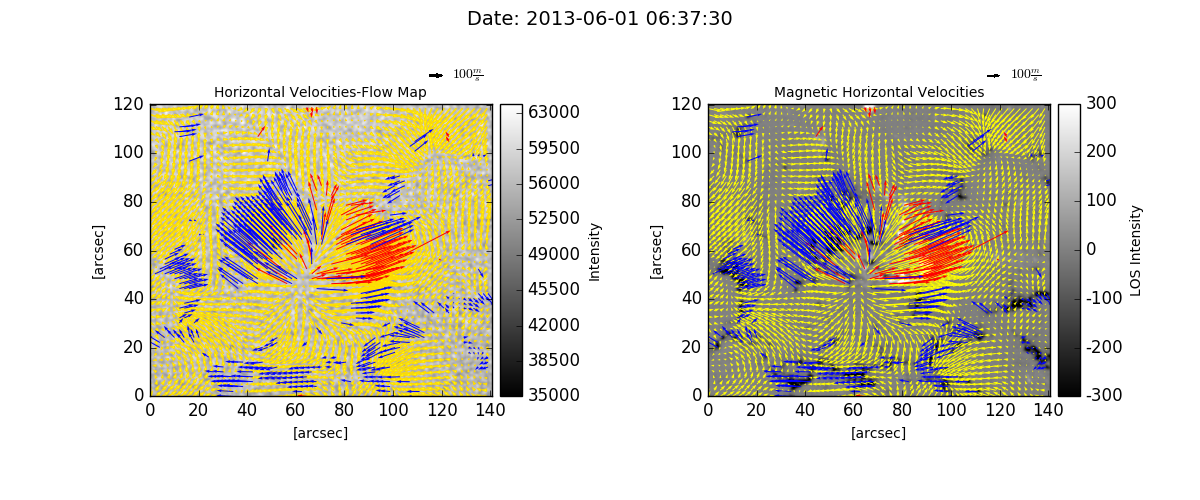 Date: 2013-06-01 06:37:30
100 m/s
Horizontal Velocities-Flow Map
120
100
80
60
40
20
0
0 20 40 60 80 100 120 140
[arcsec]
[arcsec]
63000
59500
56000
52500
49000
45500
42000
38500
35000
Intensity
100 m/s
Magnetic Horizontal Velocities
120
100
80
60
40
20
0
0 20 40 60 80 100 120 140
[arcsec]
[arcsec]
300
200
100
0
-100
-200
-300
LOS Intensity